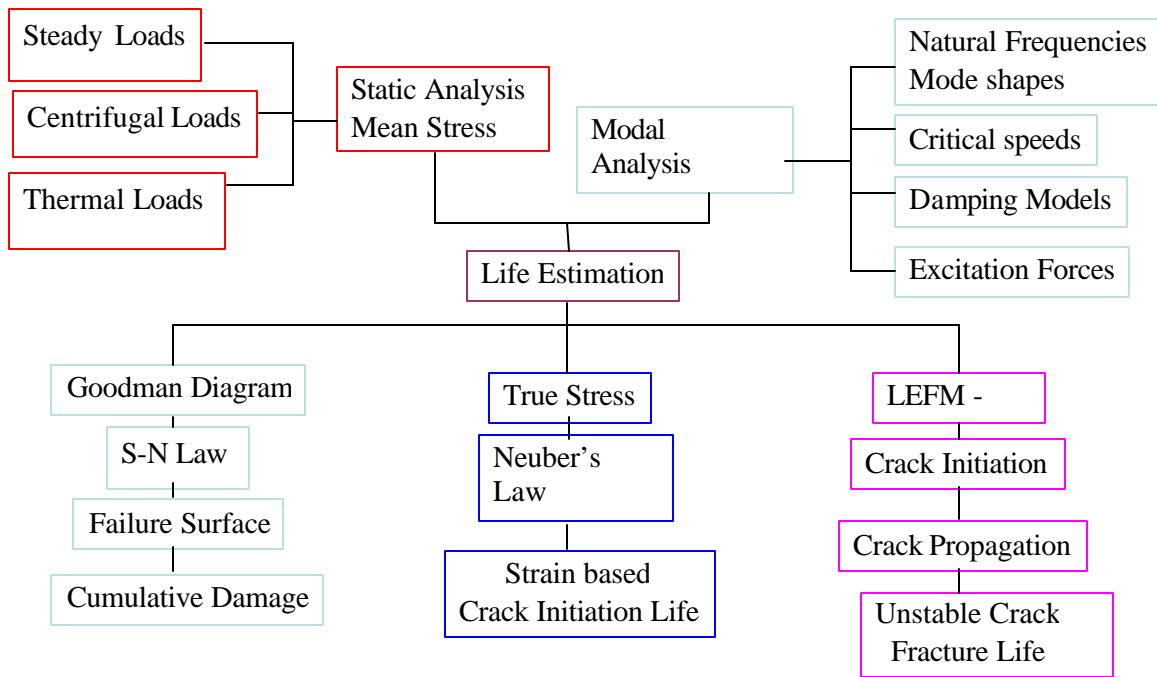 Steady Loads
Centrifugal Loads
Thermal Loads
Static Analysis
Mean Stress
Modal
Analysis
Natural Frequencies
Mode shapes
Critical speeds
Damping Models
Excitation Forces
Life Estimation
Goodman Diagram
S-N Law
Failure Surface
Cumulative Damage
True Stress
Neuber’s
Law
Strain based
Crack Initiation Life
LEFM -
Crack Initiation
Crack Propagation
Unstable Crack
Fracture Life